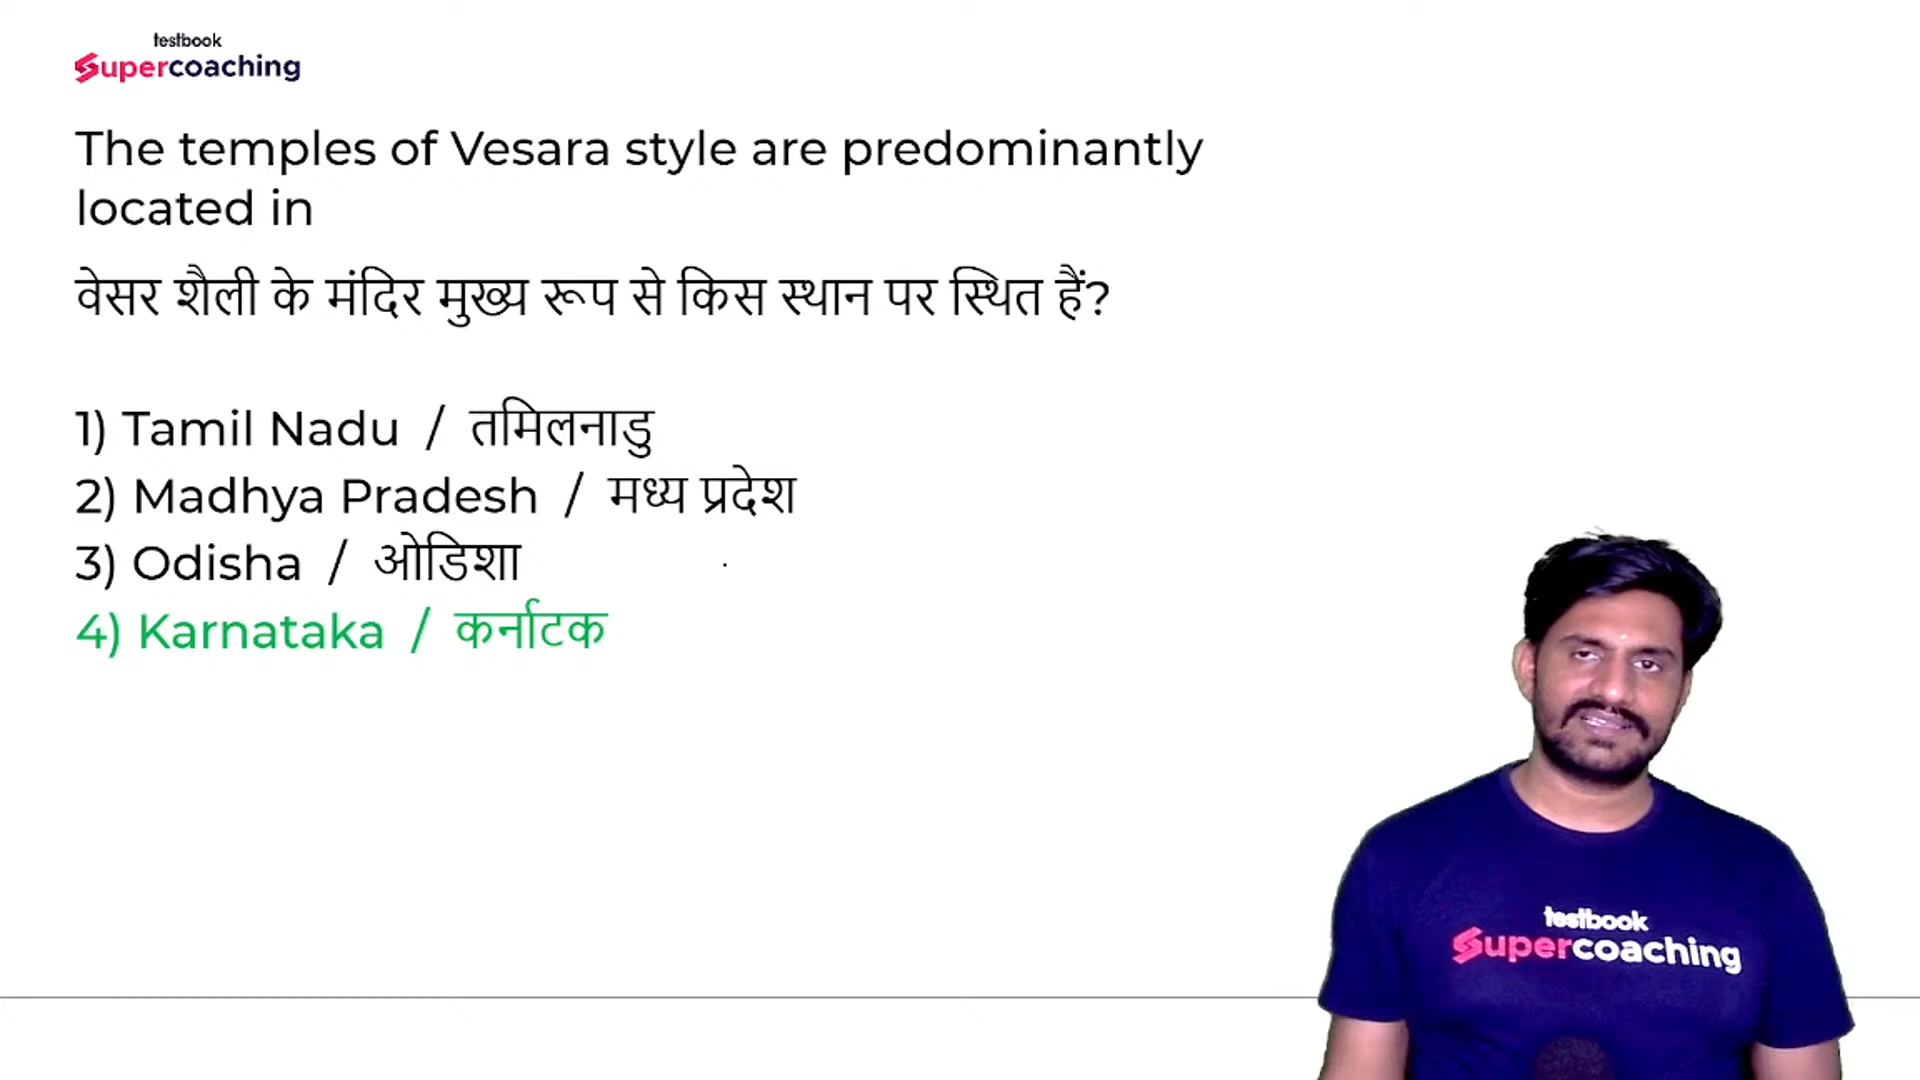 testbook
Supercoaching
The temples of Vesara style are predominantly
located in
वेसर शैली के मंदिर मुख्य रूप से किस स्थान पर स्थित हैं?
1) Tamil Nadu / तमिलनाडु
2) Madhya Pradesh / मध्य प्रदेश
3) Odisha / ओडिशा
4) Karnataka / कर्नाटक
testbook
Supercoaching